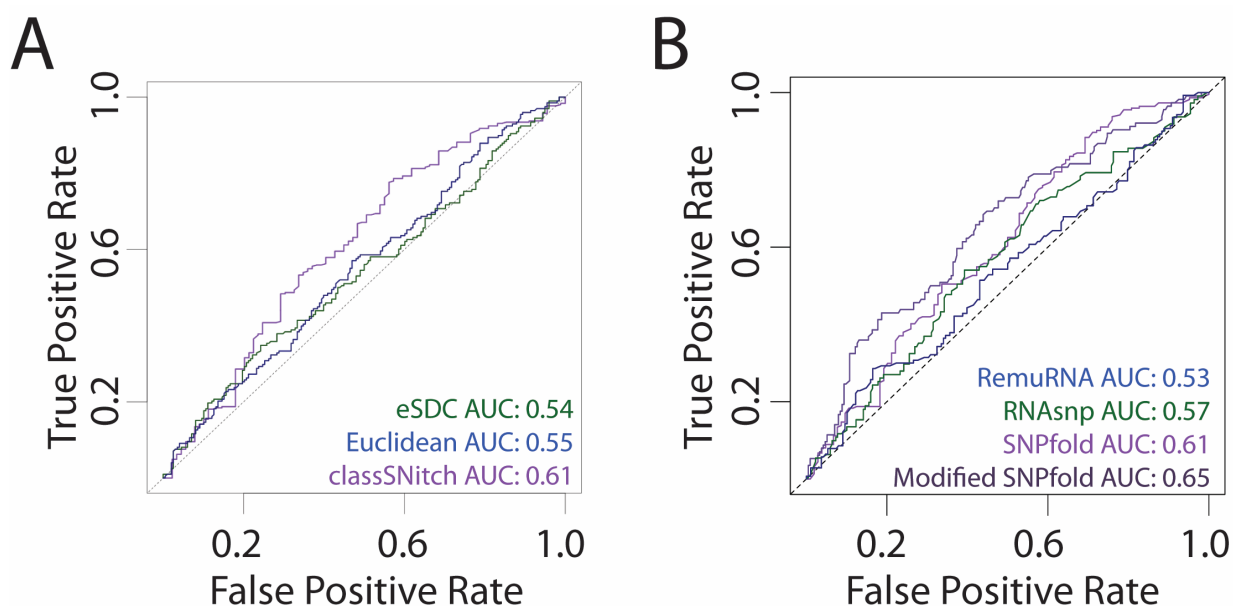 A
True Positive Rate
1.0
0.6
0.2
eSDC AUC: 0.54
Euclidean AUC: 0.55
classSNitch AUC: 0.61
0.2 0.6 1.0
False Positive Rate
B
True Positive Rate
1.0
0.6
0.2
RemuRNA AUC: 0.53
RNAsnp AUC: 0.57
SNPfold AUC: 0.61
Modified SNPfold AUC: 0.65
0.2 0.6 1.0
False Positive Rate